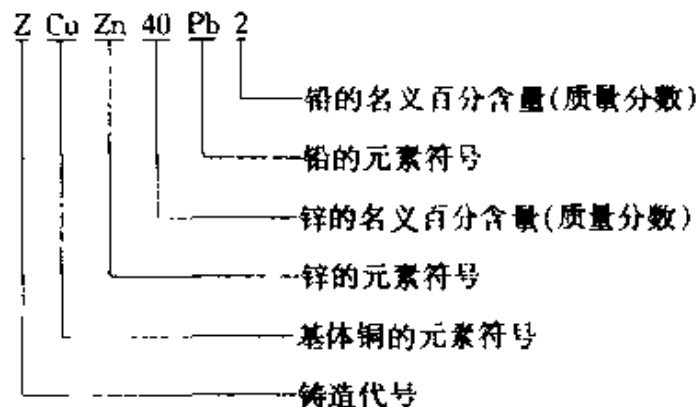 Z Cu Zn 40 Pb 2
铅的名义百分含量(质量分数)
铅的元素符号
锌的名义百分含量(质量分数)
锌的元素符号
基体铜的元素符号
铸造代号